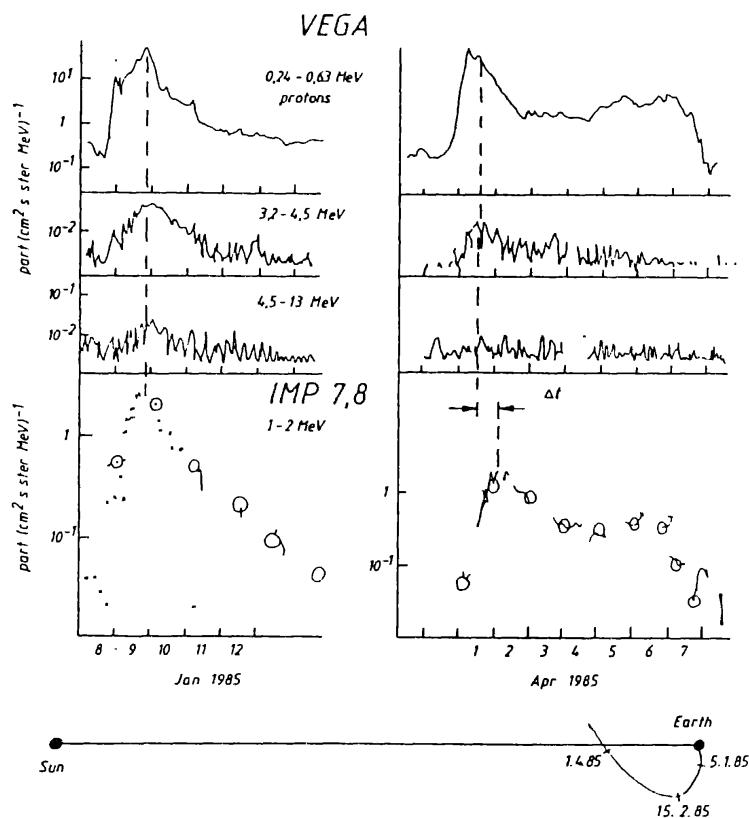 VEGA
10¹
1
10⁻¹
part (cm² s ster MeV)⁻¹
0,24 - 0,63 MeV
protons
10⁻²
3,2 - 4,5 MeV
10⁻¹
10⁻²
4,5 - 13 MeV
IMP 7,8
1 - 2 MeV
Δt
part (cm² s ster MeV)⁻¹
1
10⁻¹
1
10⁻¹
8 - 9 10 11 12
Jan 1985
1 2 3 4 5 6 7
Apr 1985
Sun
Earth
1.4.85
5.1.85
15.2.85